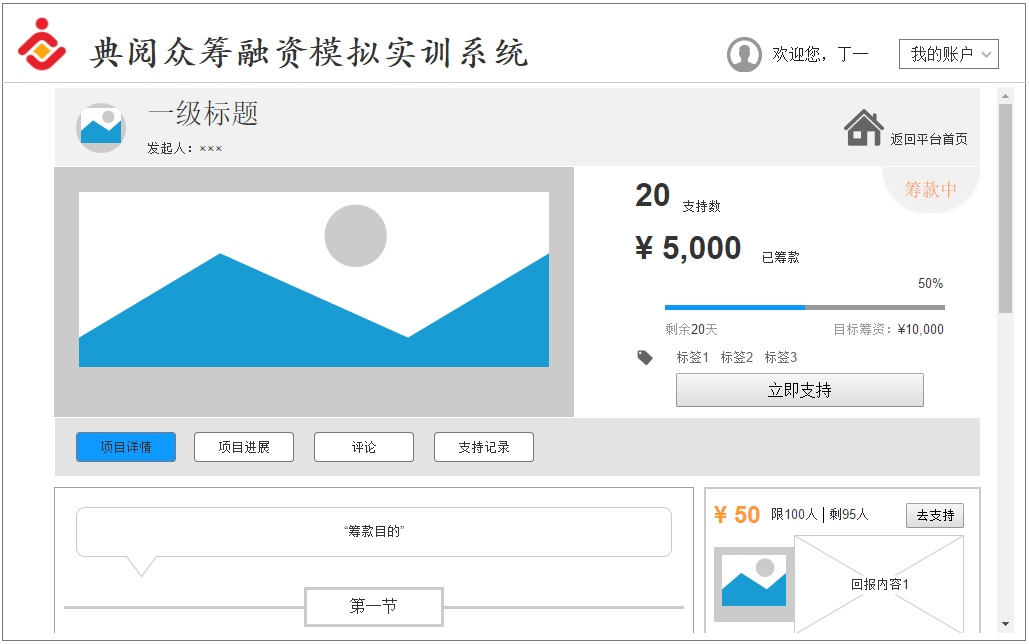 典阅众筹融资模拟实训系统
欢迎您，丁一
我的账户
一级标题
发起人：×××
返回平台首页
筹款中
20 支持数
¥ 5,000 已筹款
50%
剩余20天 目标筹资：¥10,000
标签1 标签2 标签3
立即支持
项目详情 项目进展 评论 支持记录
“筹款目的”
第一节
¥ 50 限100人 | 剩95人 去支持
回报内容1